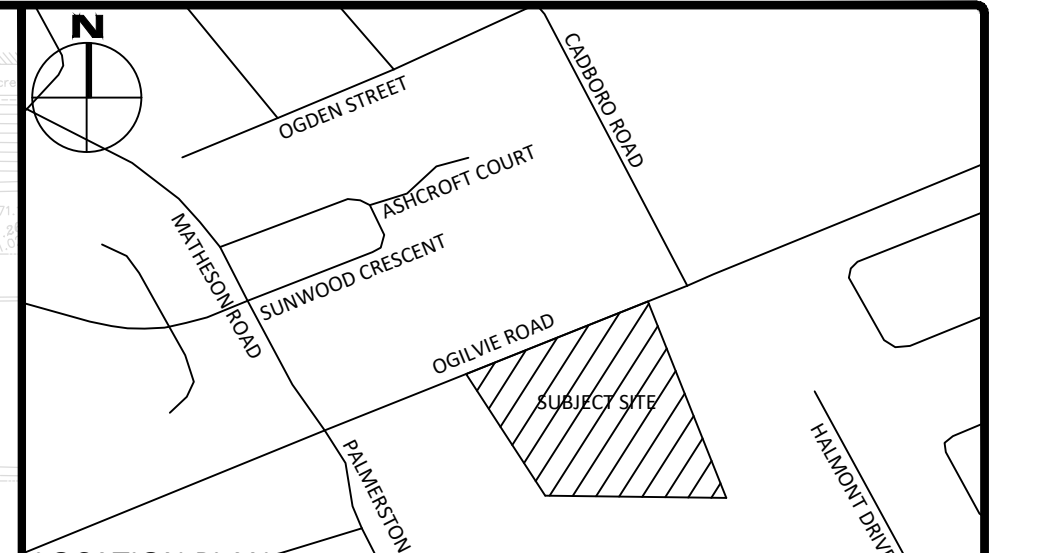 N
OGDEN STREET
CADBORO ROAD
ASHCROFT COURT
MATHESON ROAD
SUNWOOD CRESCENT
OGILVIE ROAD
SUBJECT SITE
PALMERSTON
HALMONT DRIVE